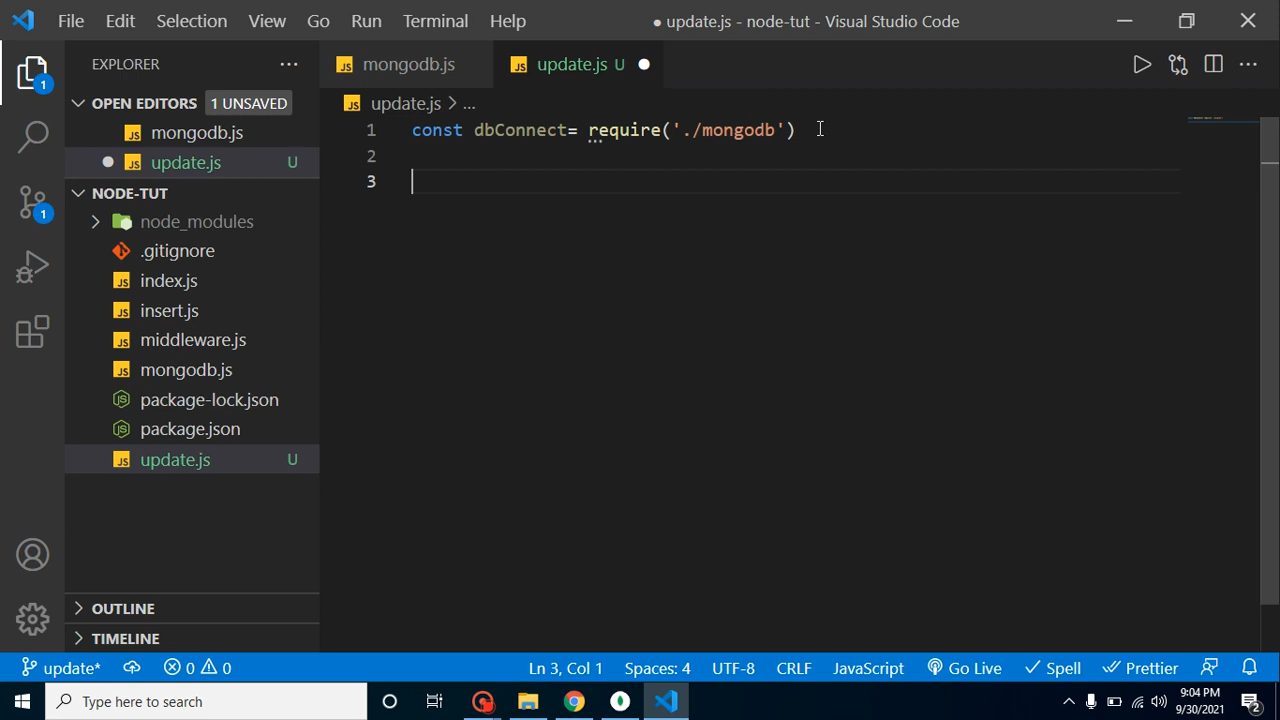 File Edit Selection View Go Run Terminal Help ● update.js - node-tut - Visual Studio Code
EXPLORER
mongodb.js
update.js U
OPEN EDITORS 1 UNSAVED
mongodb.js
update.js U
NODE-TUT
node_modules
.gitignore
index.js
insert.js
middleware.js
mongodb.js
package-lock.json
package.json
update.js U
OUTLINE
TIMELINE
1
1
update.js > ...
1 const dbConnect= require('./mongodb')
2
3
update* 0 0 Ln 3, Col 1 Spaces: 4 UTF-8 CRLF JavaScript Go Live Spell Prettier
Type here to search
9:04 PM
9/30/2021
2